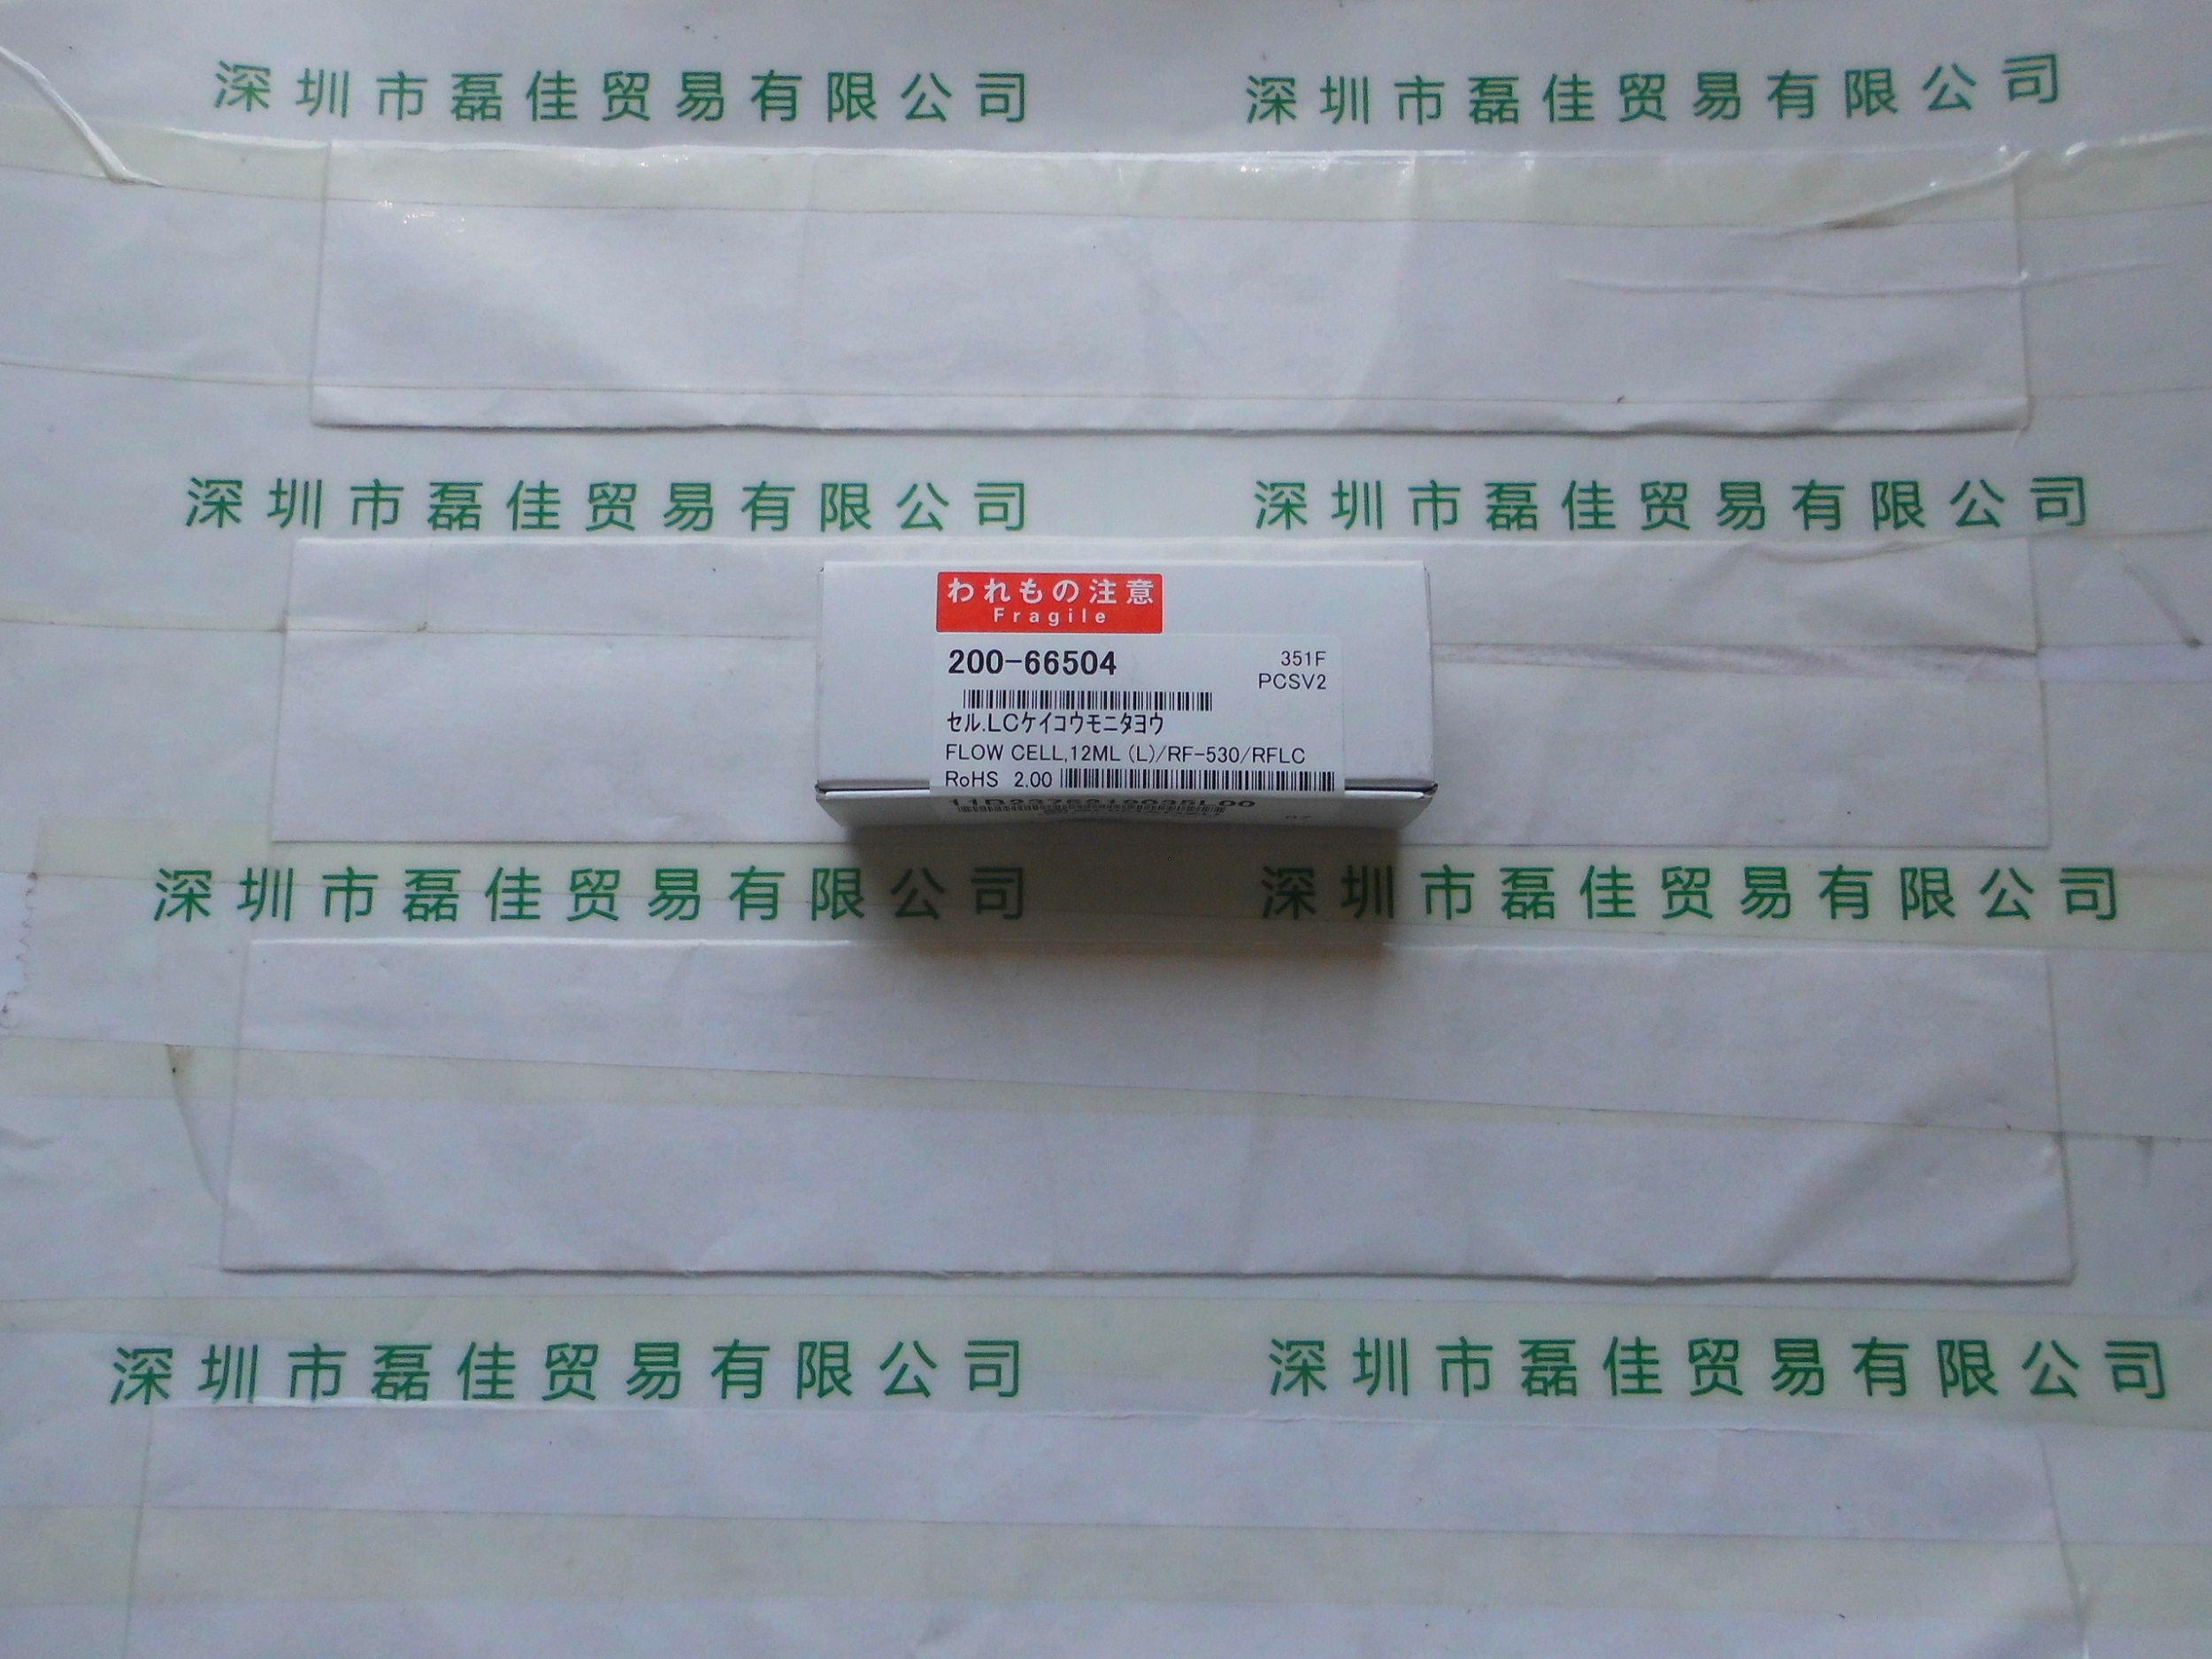 深圳市磊佳贸易有限公司 深圳市磊佳贸易有限公司
深圳市磊佳贸易有限公司 深圳市磊佳贸易有限公司
われもの注意
Fragile
200-66504 351F
PCSV2
セル.LCケイコウモニタヨウ
FLOW CELL,12ML (L)/RF-530/RFLC
RoHS 2.00
深圳市磊佳贸易有限公司 深圳市磊佳贸易有限公司
深圳市磊佳贸易有限公司 深圳市磊佳贸易有限公司